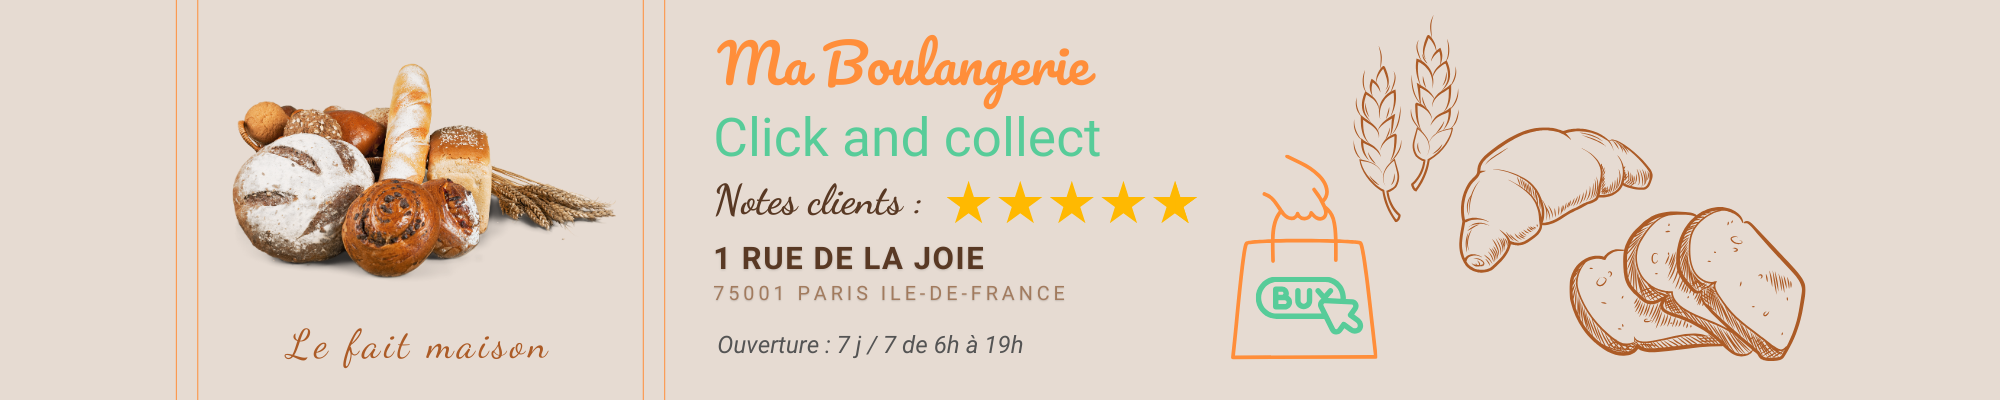 Ma Boulangerie
Click and collect
Notes clients :
1 RUE DE LA JOIE
75001 PARIS ILE-DE-FRANCE
Ouverture : 7 j / 7 de 6h à 19h
Le fait maison
BUY